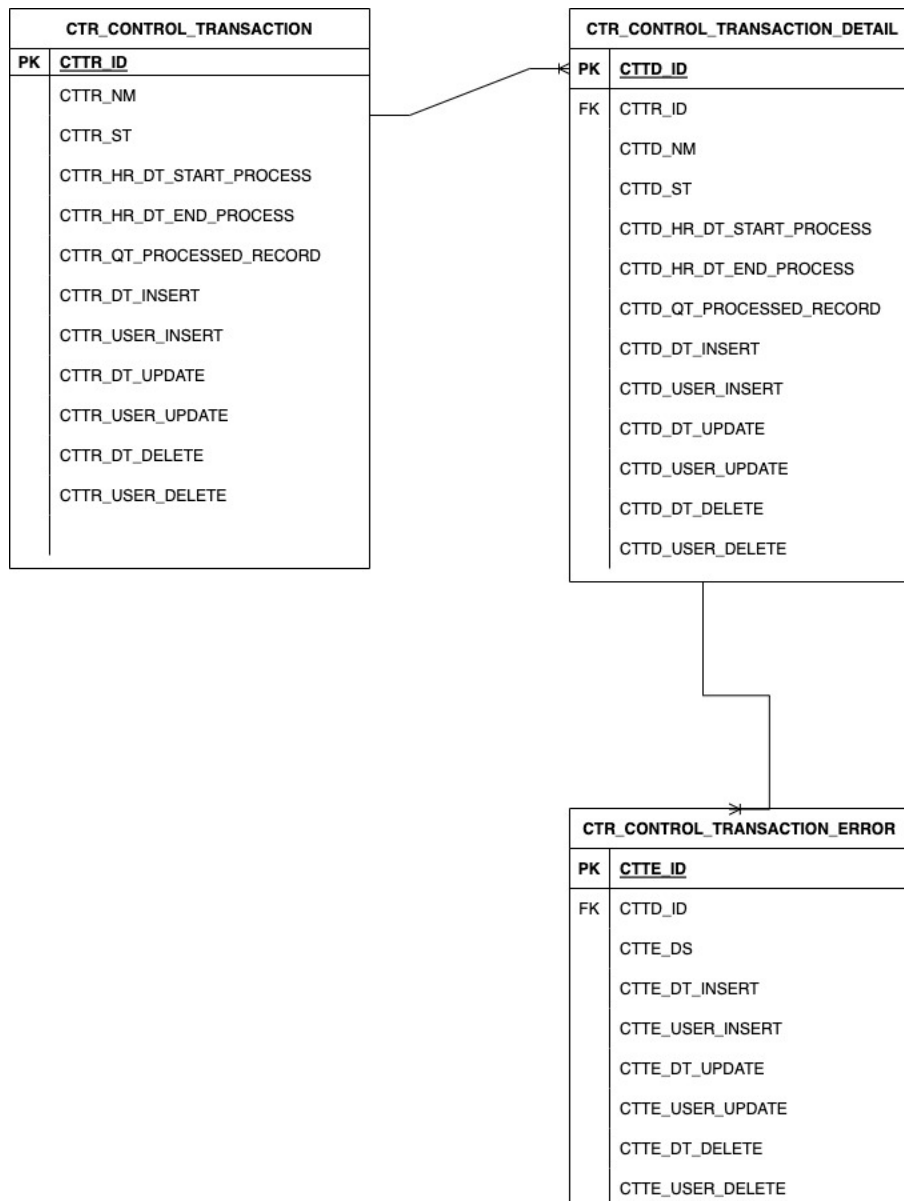 CTR_CONTROL_TRANSACTION
PK CTTR_ID
CTTR_NM
CTTR_ST
CTTR_HR_DT_START_PROCESS
CTTR_HR_DT_END_PROCESS
CTTR_QT_PROCESSED_RECORD
CTTR_DT_INSERT
CTTR_USER_INSERT
CTTR_DT_UPDATE
CTTR_USER_UPDATE
CTTR_DT_DELETE
CTTR_USER_DELETE
CTR_CONTROL_TRANSACTION_DETAIL
PK CTTD_ID
FK CTTR_ID
CTTD_NM
CTTD_ST
CTTD_HR_DT_START_PROCESS
CTTD_HR_DT_END_PROCESS
CTTD_QT_PROCESSED_RECORD
CTTD_DT_INSERT
CTTD_USER_INSERT
CTTD_DT_UPDATE
CTTD_USER_UPDATE
CTTD_DT_DELETE
CTTD_USER_DELETE
CTR_CONTROL_TRANSACTION_ERROR
PK CTTE_ID
FK CTTD_ID
CTTE_DS
CTTE_DT_INSERT
CTTE_USER_INSERT
CTTE_DT_UPDATE
CTTE_USER_UPDATE
CTTE_DT_DELETE
CTTE_USER_DELETE